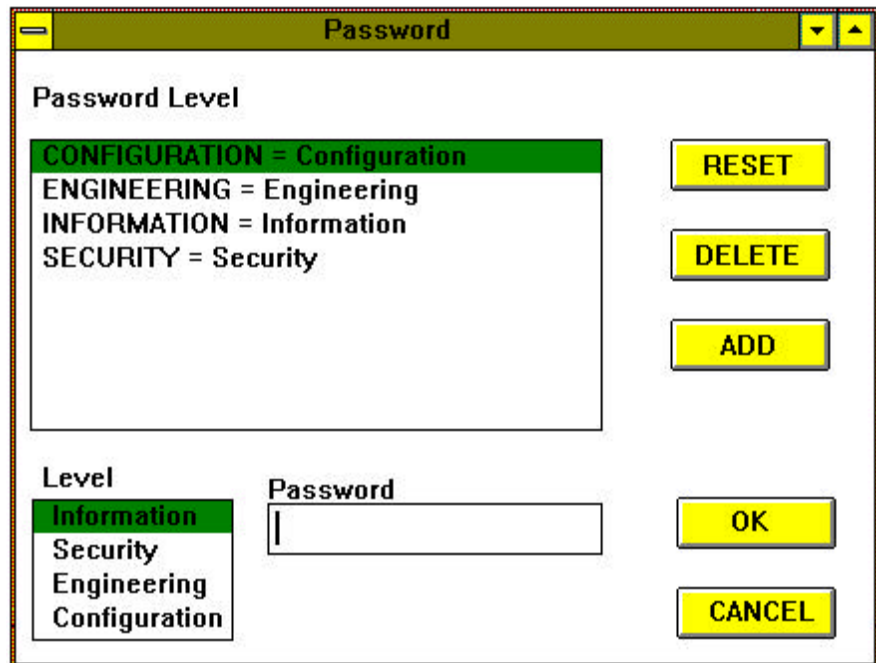 Password
Password Level
CONFIGURATION = Configuration
ENGINEERING = Engineering
INFORMATION = Information
SECURITY = Security
RESET
DELETE
ADD
Level
Information
Security
Engineering
Configuration
Password
OK
CANCEL